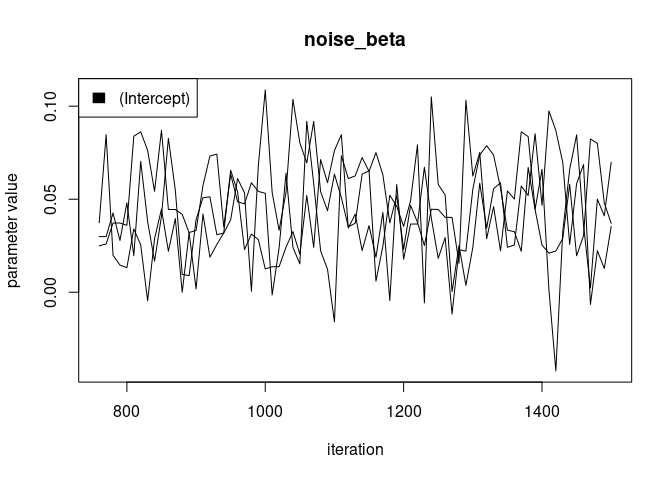 noise_beta
(Intercept)
0.10
0.05
0.00
parameter value
800 1000 1200 1400
iteration